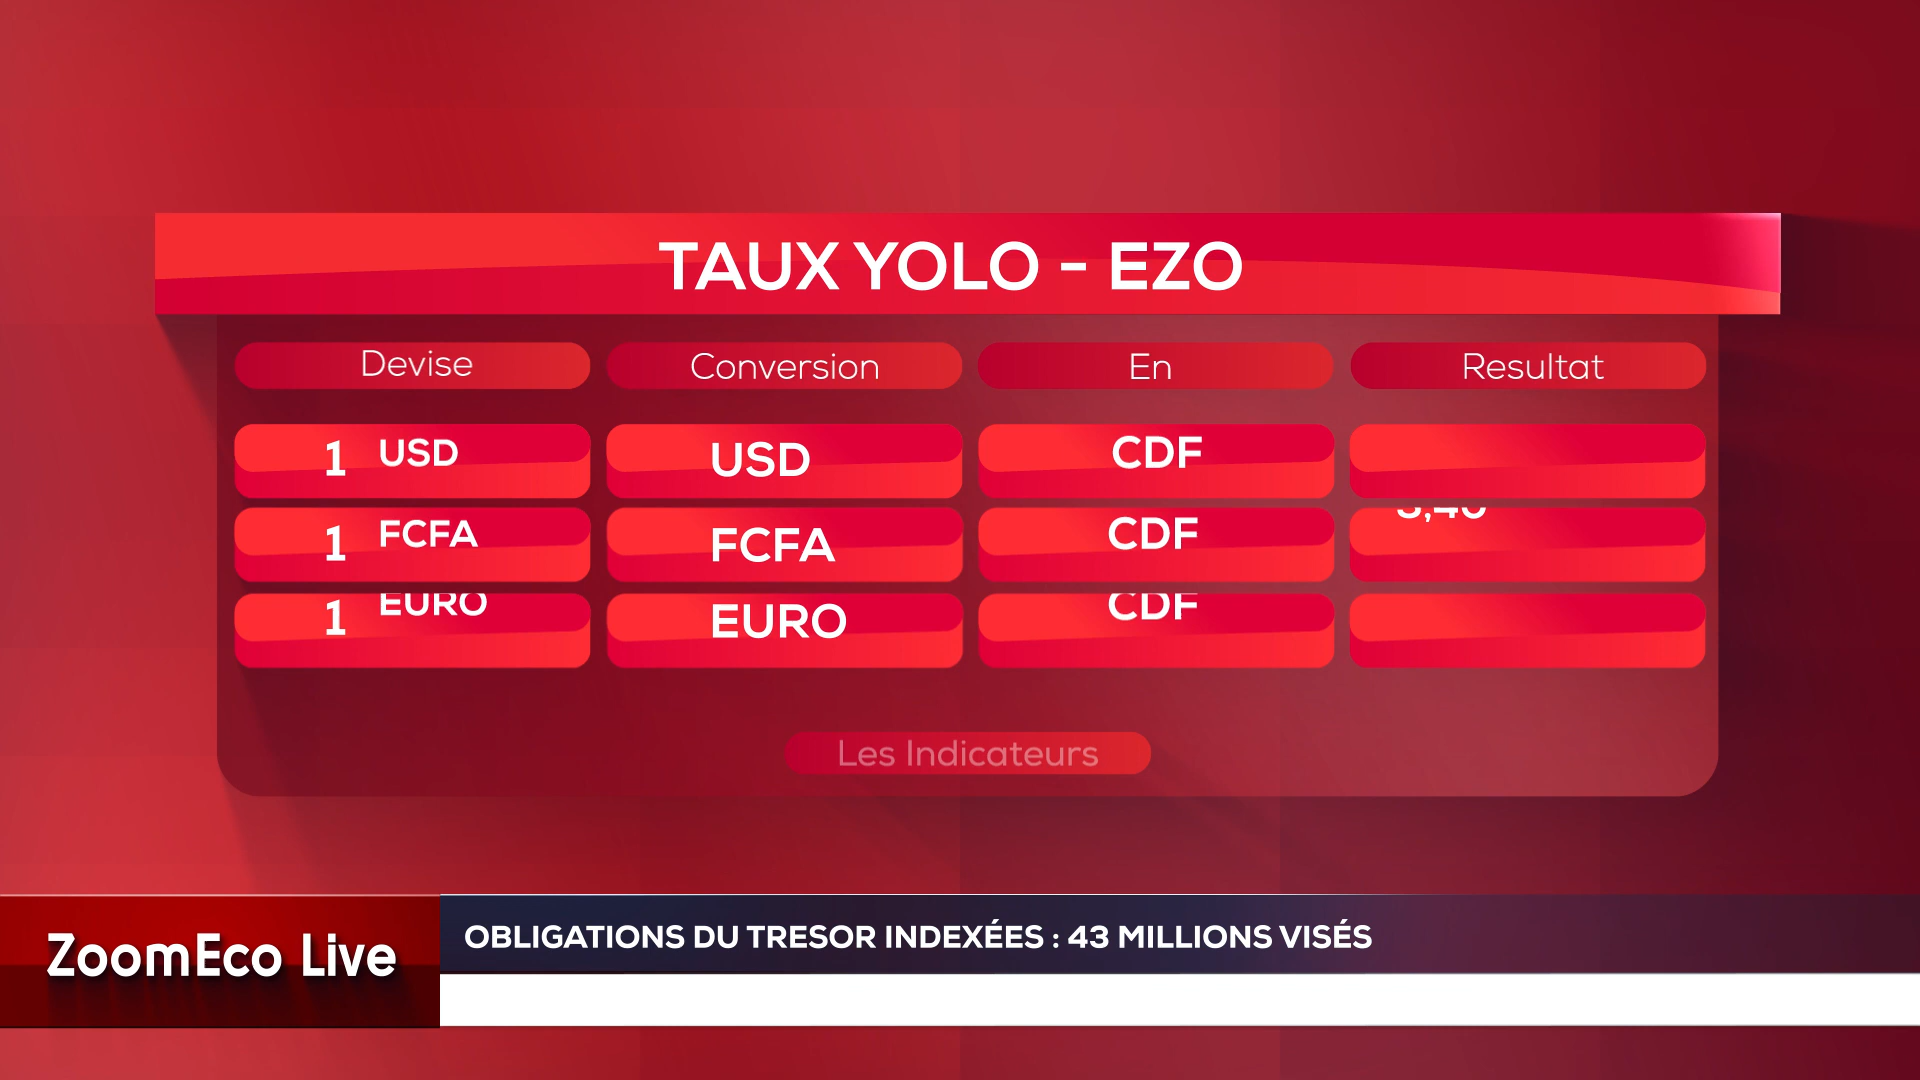 TAUX YOLO - EZO
Devise Conversion En Resultat
1 USD USD CDF
1 FCFA FCFA CDF
1 EURO EURO CDF
Les Indicateurs
ZoomEco Live
OBLIGATIONS DU TRESOR INDEXÉES : 43 MILLIONS VISÉS